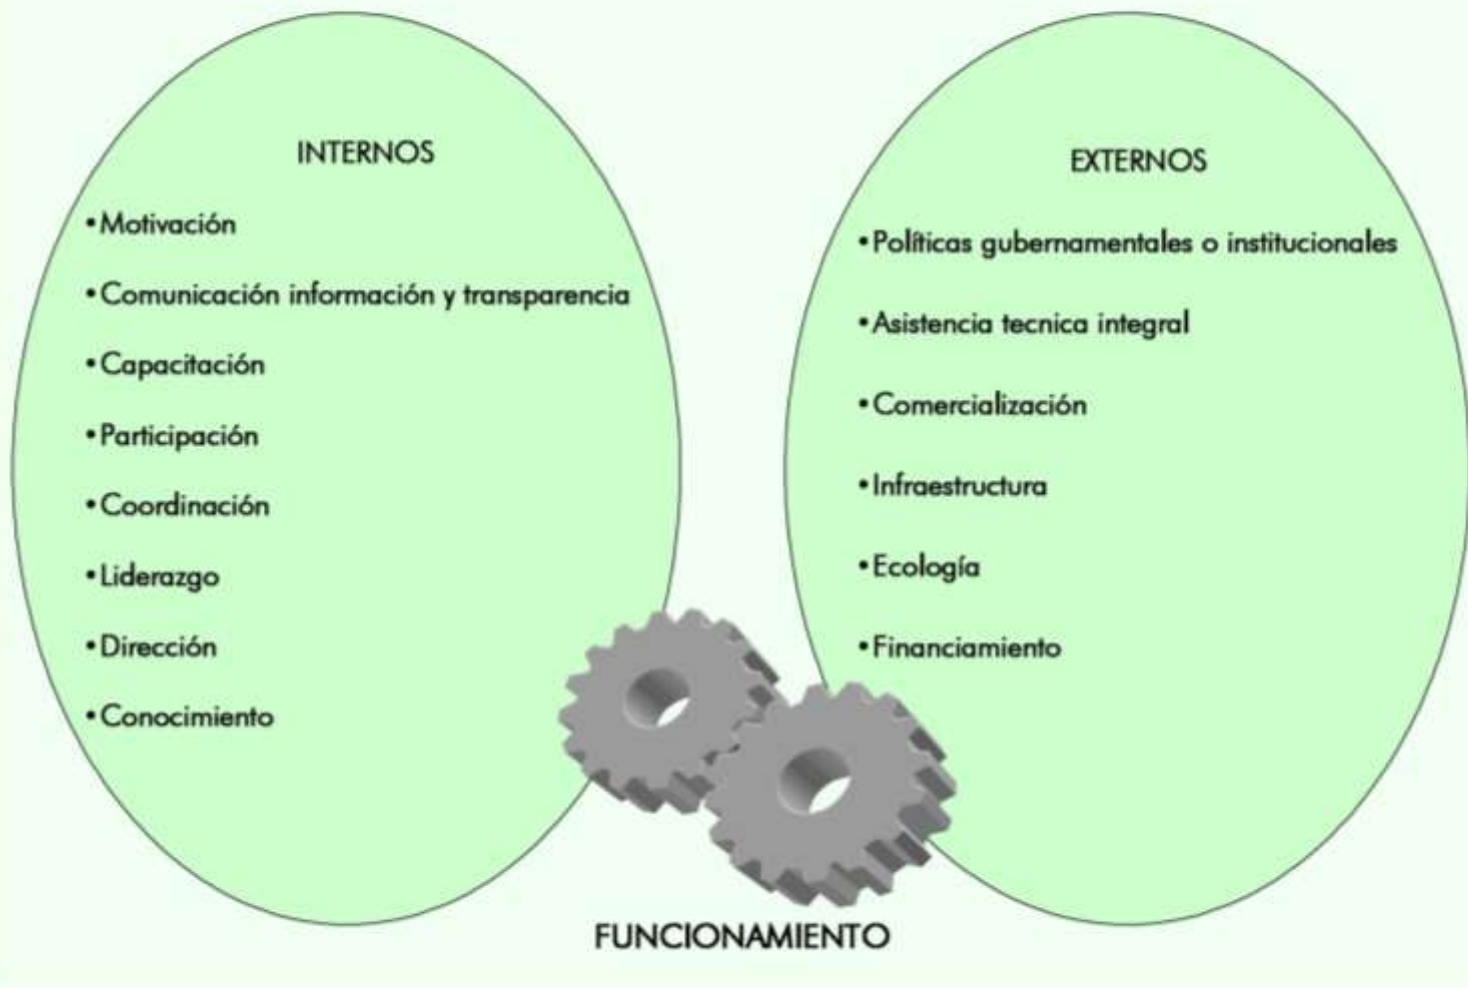 INTERNOS
•Motivación
•Comunicación información y transparencia
•Capacitación
•Participación
•Coordinación
•Liderazgo
•Dirección
•Conocimiento
EXTERNOS
•Políticas gubernamentales o institucionales
•Asistencia tecnica integral
•Comercialización
•Infraestructura
•Ecología
•Financiamiento
FUNCIONAMIENTO